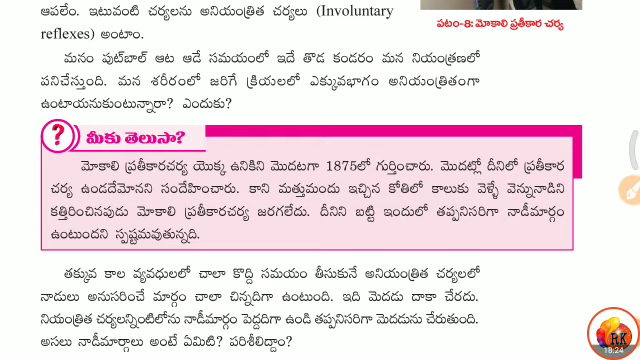 ఆపలేం. ఇటువంటి చర్యలను అనియంత్రిత చర్యలు (Involuntary
reflexes) అంటాం.
పటం-8: మోకాలి ప్రతీకార చర్య
మనం ఫుట్‌బాల్ ఆట ఆడే సమయంలో ఇదే తొడ కండరం మన నియంత్రణలో
పనిచేస్తుంది. మన శరీరంలో జరిగే క్రియలలో ఎక్కువభాగం అనియంత్రితంగా
ఉంటాయనుకుంటున్నారా? ఎందుకు?
? మీకు తెలుసా?
మోకాలి ప్రతీకారచర్య యొక్క ఉనికిని మొదటగా 1875లో గుర్తించారు. మొదట్లో దీనిలో ప్రతీకార
చర్య ఉండదేమోనని సందేహించారు. కాని మత్తుమందు ఇచ్చిన కోతిలో కాలుకు వెళ్ళే వెన్నునాడిని
కత్తిరించినపుడు మోకాలి ప్రతీకారచర్య జరగలేదు. దీనిని బట్టి ఇందులో తప్పనిసరిగా నాడీమార్గం
ఉంటుందని స్పష్టమవుతున్నది.
తక్కువ కాల వ్యవధులలో చాలా కొద్ది సమయం తీసుకునే అనియంత్రిత చర్యలలో
నాడులు అనుసరించే మార్గం చాలా చిన్నదిగా ఉంటుంది. ఇది మెదడు దాకా చేరదు.
నియంత్రిత చర్యలన్నింటిలోను నాడీమార్గం పెద్దదిగా ఉండి తప్పనిసరిగా మెదడును చేరుతుంది.
అసలు నాడీమార్గాలు అంటే ఏమిటి? పరిశీలిద్దాం?
RK
18:24